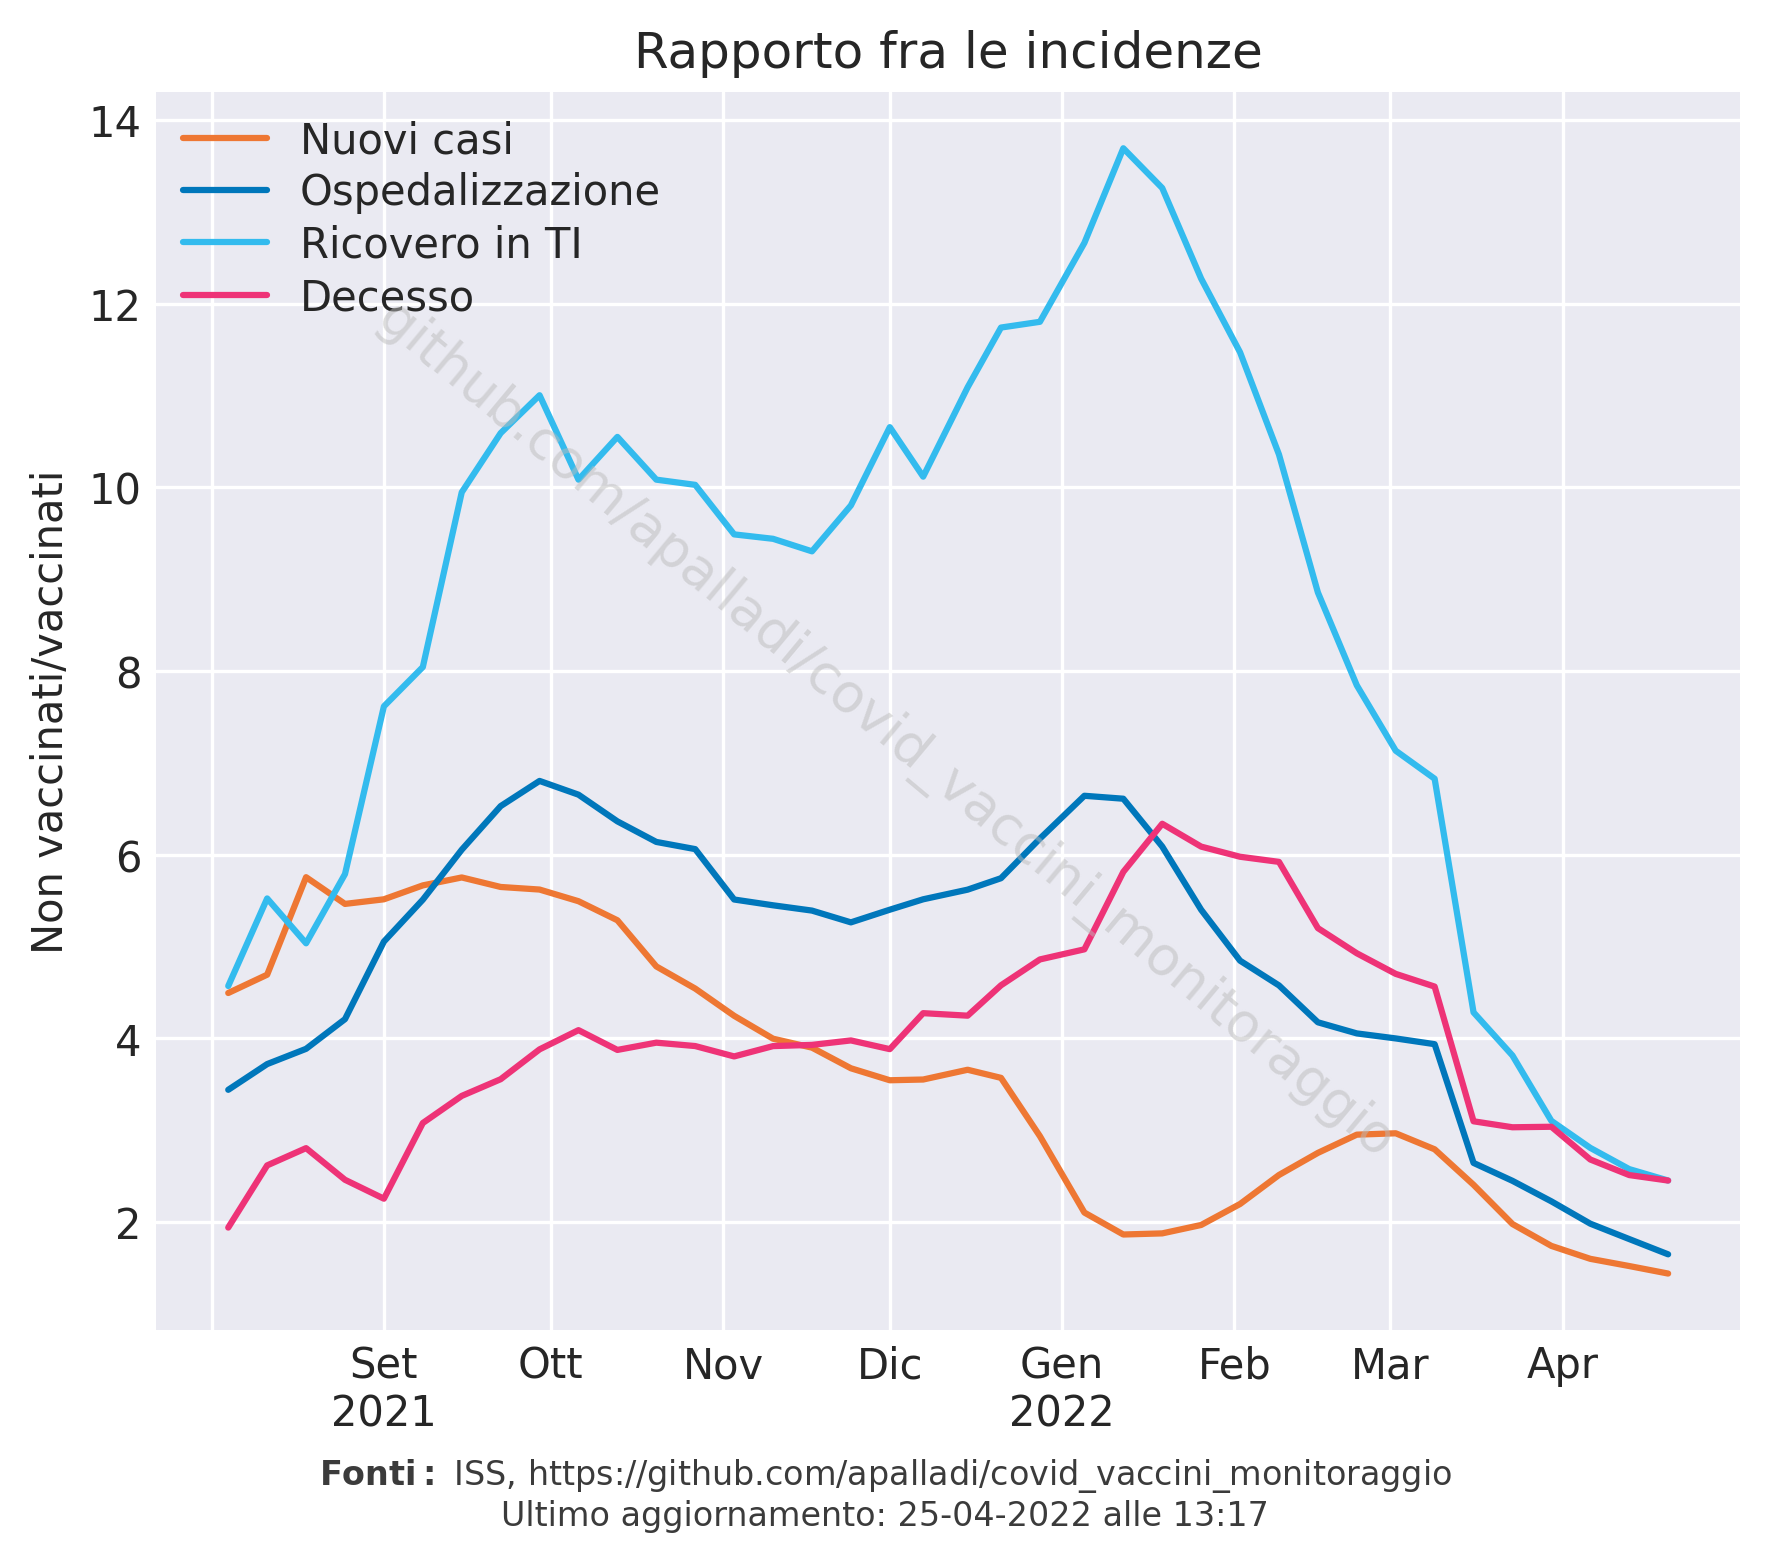 Rapporto fra le incidenze
Nuovi casi
Ospedalizzazione
Ricovero in TI
Decesso
github.com/apalladi/covid_vaccini_monitoraggio
Non vaccinati/vaccinati
14
12
10
8
6
4
2
Set Ott Nov Dic Gen Feb Mar Apr
2021 2022
Fonti: ISS, https://github.com/apalladi/covid_vaccini_monitoraggio
Ultimo aggiornamento: 25-04-2022 alle 13:17